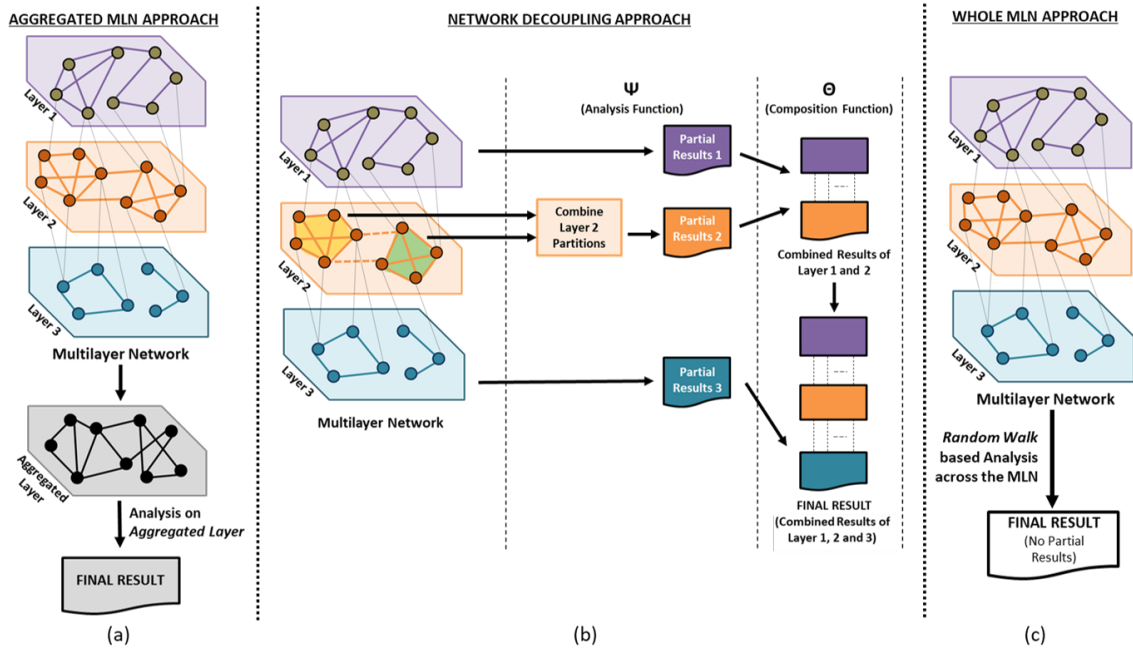 AGGREGATED MLN APPROACH
Layer 1
Layer 2
Layer 3
Multilayer Network
Aggregated
Layer
Analysis on
Aggregated Layer
FINAL RESULT
(a)
NETWORK DECOUPLING APPROACH
Ψ
(Analysis Function)
Θ
(Composition Function)
Layer 1
Layer 2
Layer 3
Multilayer Network
Combine
Layer 2
Partitions
Partial
Results 1
Partial
Results 2
Partial
Results 3
Combined Results of
Layer 1 and 2
FINAL RESULT
(Combined Results of
Layer 1, 2 and 3)
(b)
WHOLE MLN APPROACH
Layer 1
Layer 2
Layer 3
Multilayer Network
Random Walk
based Analysis
across the MLN
FINAL RESULT
(No Partial
Results)
(c)